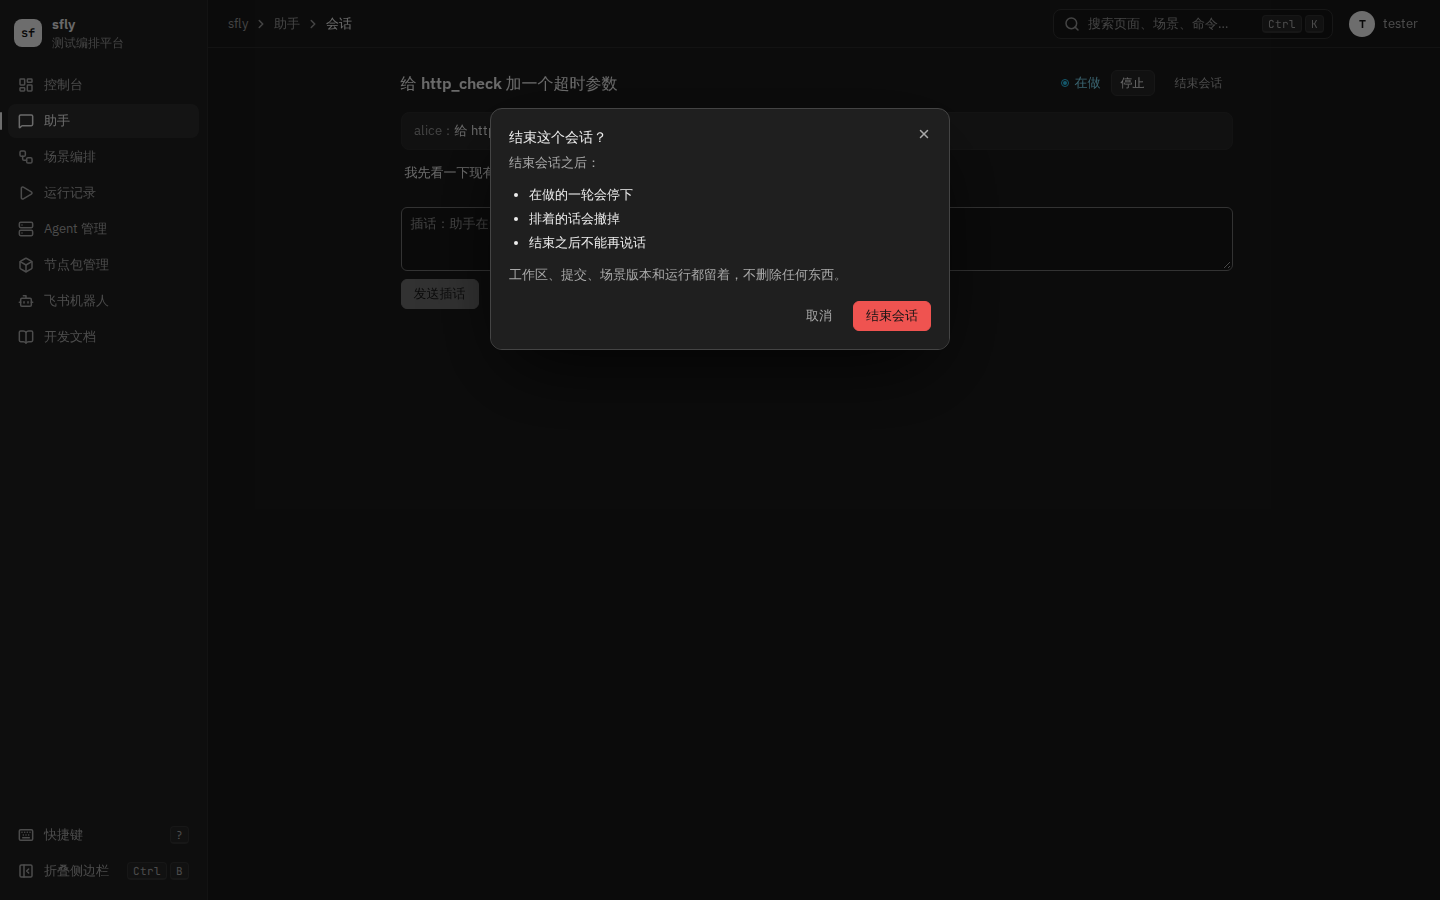 sf
sfly
测试编排平台
控制台
助手
场景编排
运行记录
Agent 管理
节点包管理
飞书机器人
开发文档
快捷键
?
折叠侧边栏
Ctrl
B
sfly
助手
会话
搜索页面、场景、命令...
Ctrl
K
T
tester
给 http_check 加一个超时参数
在做
停止
结束会话
alice：给
我先看一下现有
插话：助手在
发送插话
结束这个会话？
结束会话之后：
在做的一轮会停下
排着的话会撤掉
结束之后不能再说话
工作区、提交、场景版本和运行都留着，不删除任何东西。
取消
结束会话